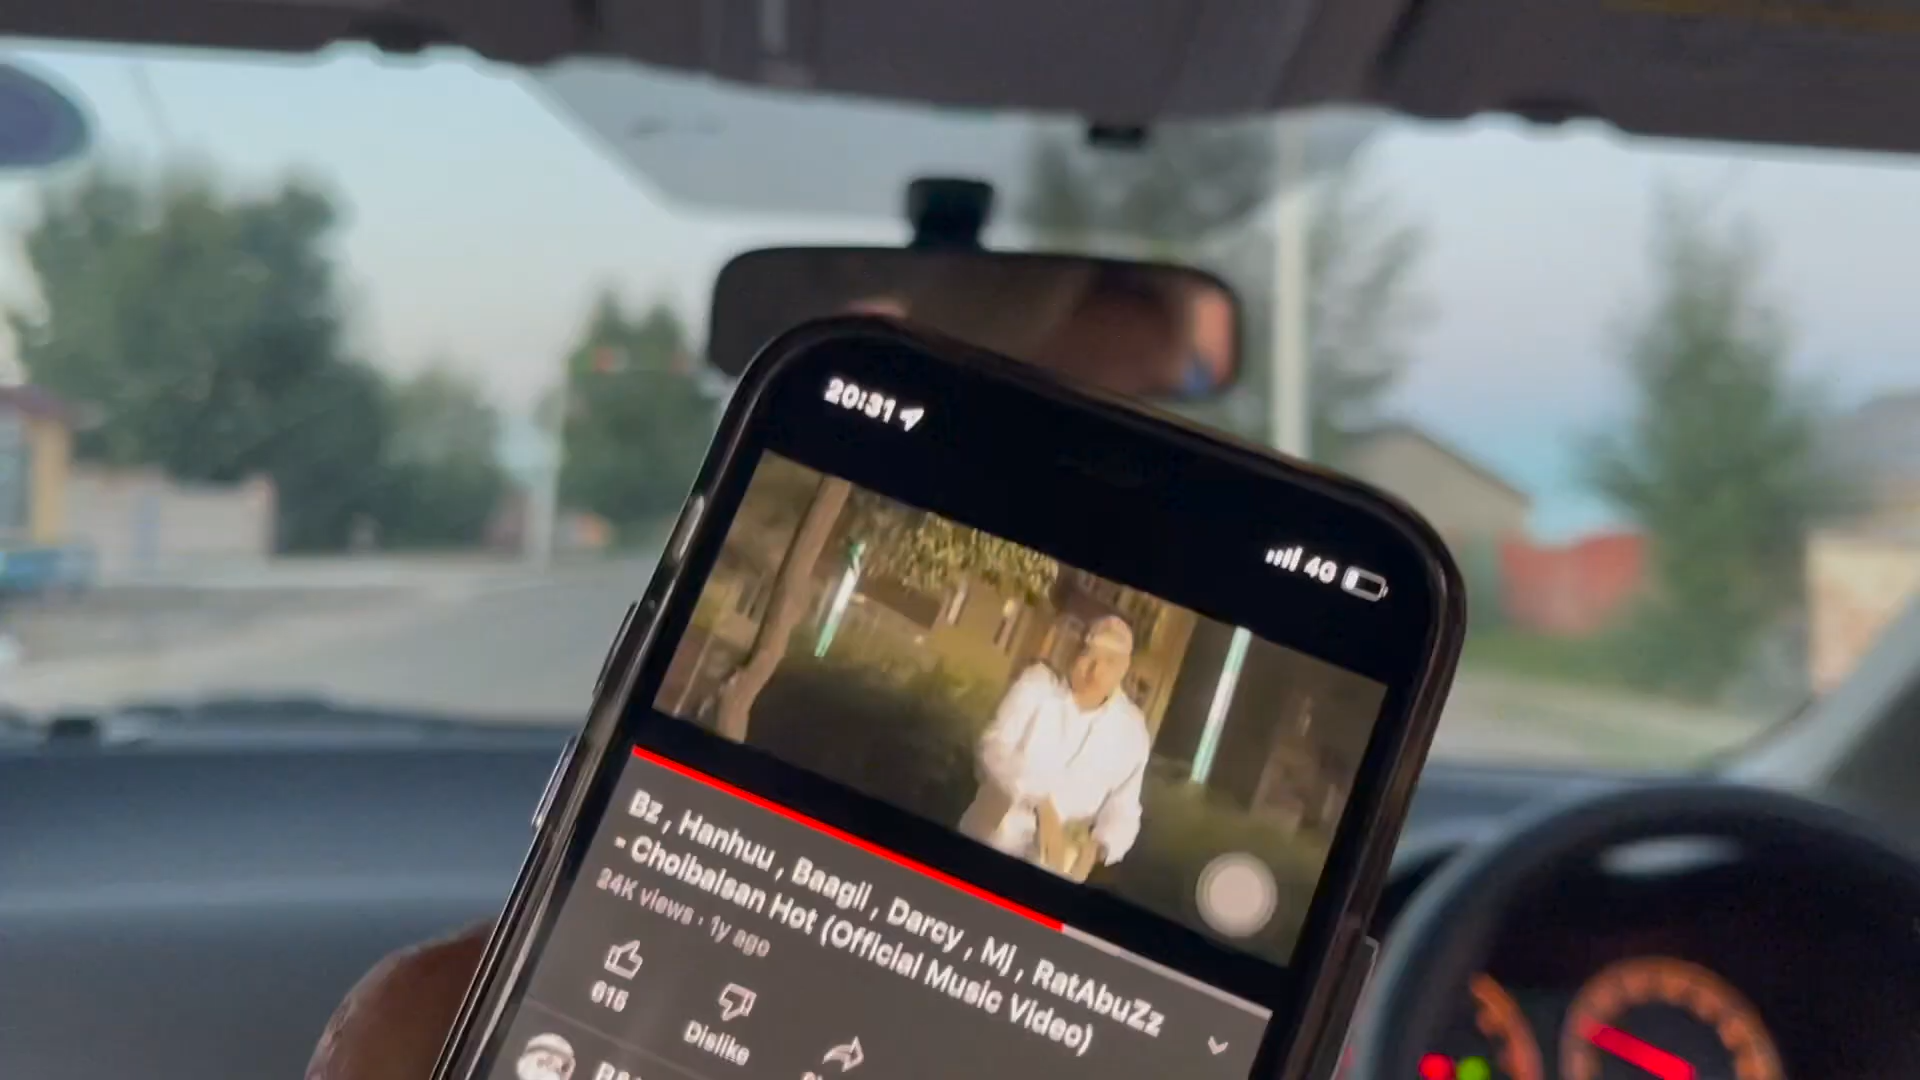 20:31
4G
Bz , Hanhuu , Baagii , Darcy , Mj , RatAbuZz
- Choibalsan Hot (Official Music Video)
24K views · 1y ago
615
Dislike